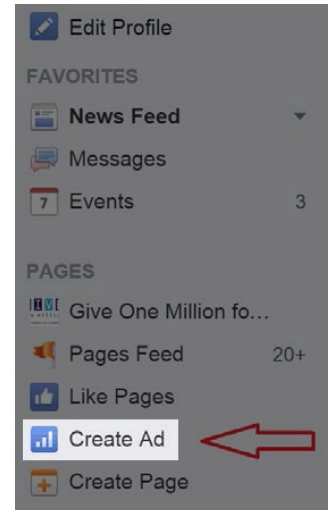 Edit Profile
FAVORITES
News Feed
Messages
7 Events 3
PAGES
Give One Million fo...
Pages Feed 20+
Like Pages
Create Ad
Create Page